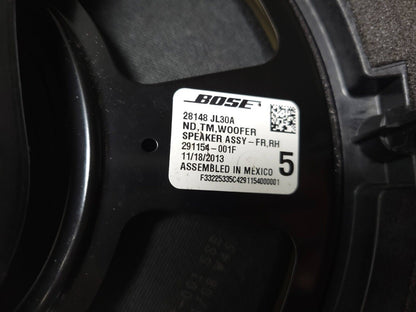 BOSE
28148 JL30A
ND,TM,WOOFER
SPEAKER ASSY-FR,RH
291154-001F
11/18/2013
ASSEMBLED IN MEXICO
5
F33225335C4291154000001